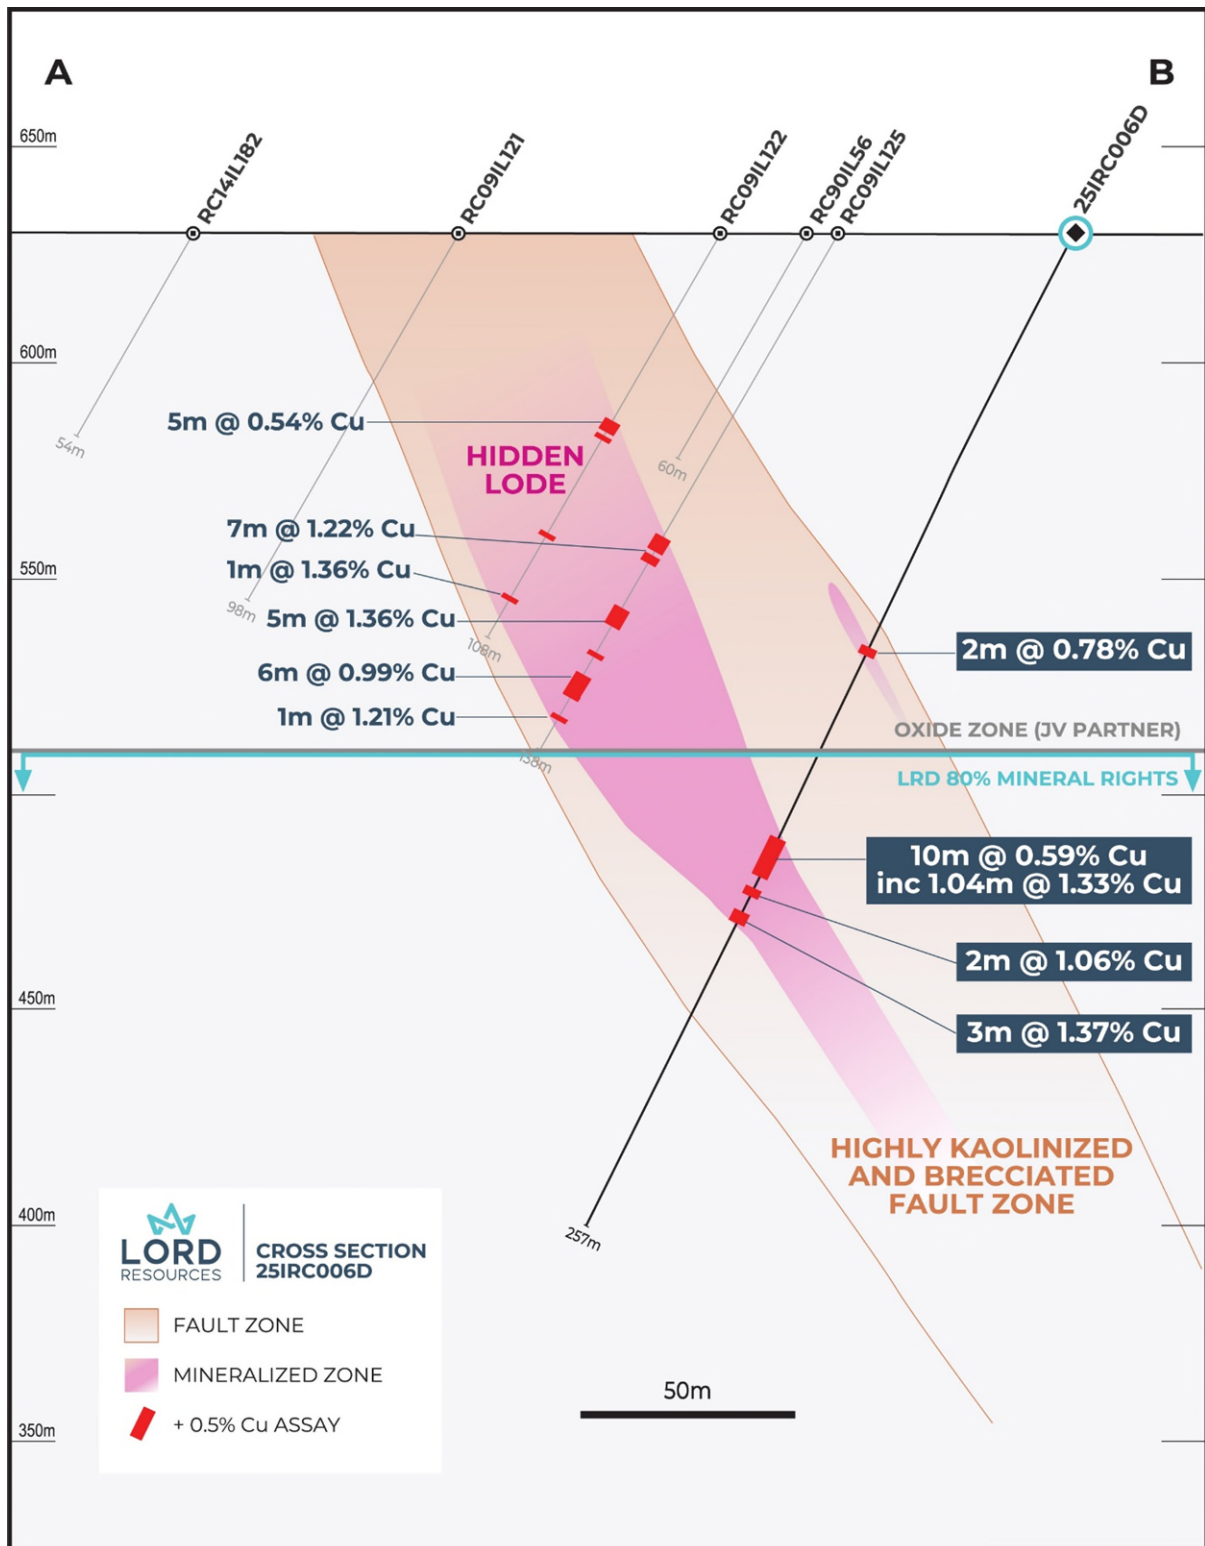 A
B
650m
RC14IL182
RC09IL121
RC09IL122
RC90IL56
RC09IL125
25IRC006D
600m
5m @ 0.54% Cu
54m
HIDDEN
LODE
60m
7m @ 1.22% Cu
1m @ 1.36% Cu
550m
98m
5m @ 1.36% Cu
108m
2m @ 0.78% Cu
6m @ 0.99% Cu
1m @ 1.21% Cu
OXIDE ZONE (JV PARTNER)
138m
LRD 80% MINERAL RIGHTS
10m @ 0.59% Cu
inc 1.04m @ 1.33% Cu
2m @ 1.06% Cu
450m
3m @ 1.37% Cu
HIGHLY KAOLINIZED
AND BRECCIATED
FAULT ZONE
400m
257m
LORD
RESOURCES
CROSS SECTION
25IRC006D
FAULT ZONE
MINERALIZED ZONE
+ 0.5% Cu ASSAY
50m
350m